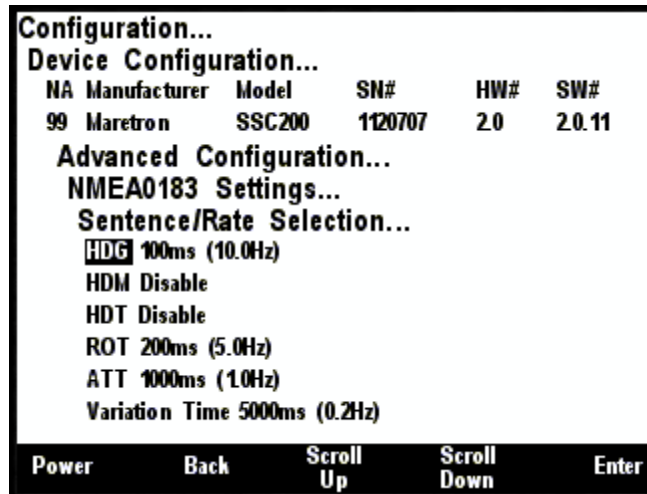 Configuration...
Device Configuration...
NA Manufacturer Model SN# HW# SW#
99 Maretron SSC200 1120707 2.0 2.0.11
Advanced Configuration...
NMEA0183 Settings...
Sentence/Rate Selection...
HDG 100ms (10.0Hz)
HDM Disable
HDT Disable
ROT 200ms (5.0Hz)
ATT 1000ms (1.0Hz)
Variation Time 5000ms (0.2Hz)
Power Back Scroll Up Scroll Down Enter